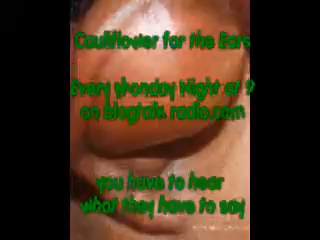 Cauliflower for the Ears
Every Monday Night at 9
on blogtalk radio.com
you have to hear
what they have to say